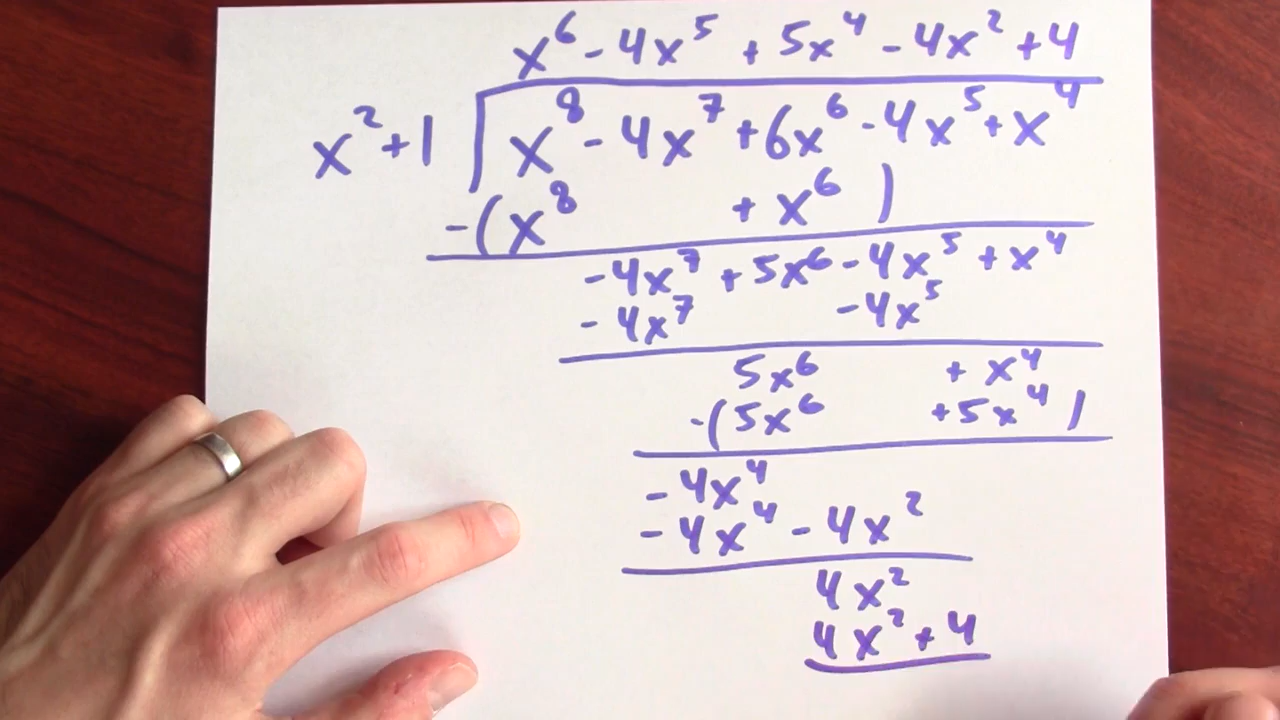 x⁶ - 4x⁵ + 5x⁴ - 4x² + 4
x² + 1 ) x⁸ - 4x⁷ + 6x⁶ - 4x⁵ + x⁴
-(x⁸ + x⁶)
-4x⁷ + 5x⁶ - 4x⁵ + x⁴
-4x⁷ - 4x⁵
5x⁶ + x⁴
-(5x⁶ + 5x⁴)
-4x⁴
-4x⁴ - 4x²
4x²
4x² + 4